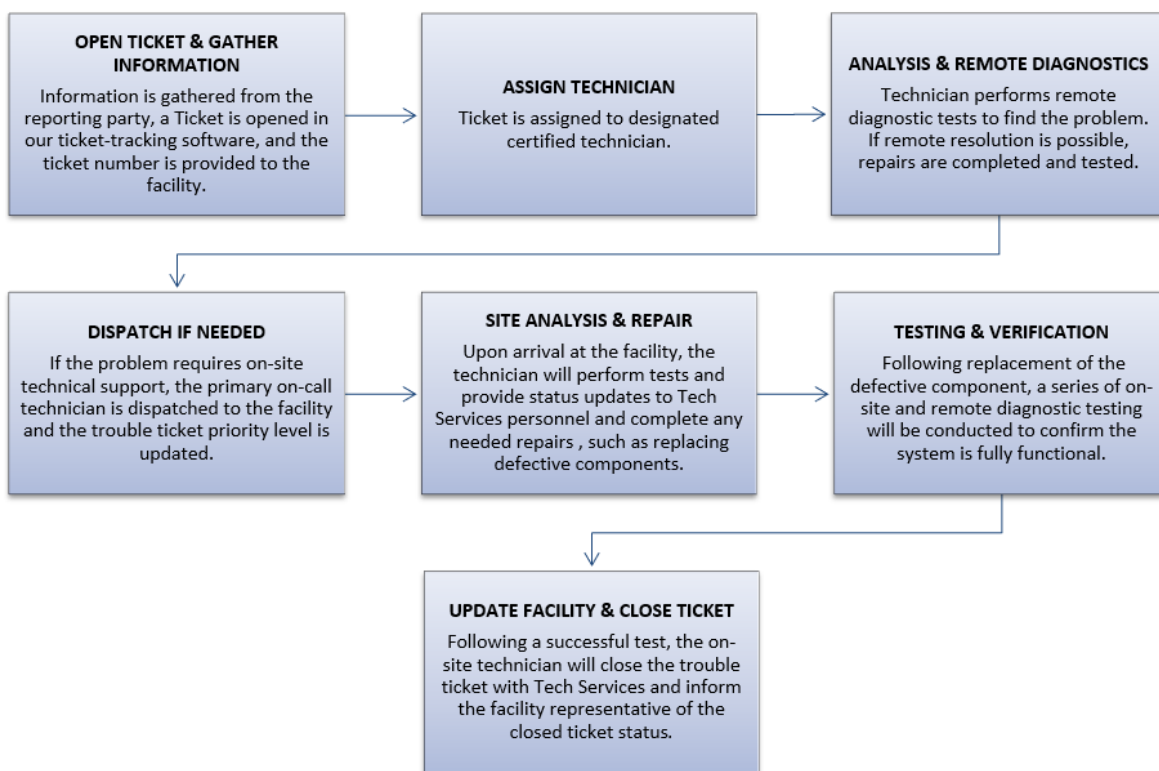 OPEN TICKET & GATHER
INFORMATION
Information is gathered from the
reporting party, a Ticket is opened in
our ticket-tracking software, and the
ticket number is provided to the
facility.
ASSIGN TECHNICIAN
Ticket is assigned to designated
certified technician.
ANALYSIS & REMOTE DIAGNOSTICS
Technician performs remote
diagnostic tests to find the problem.
If remote resolution is possible,
repairs are completed and tested.
DISPATCH IF NEEDED
If the problem requires on-site
technical support, the primary on-call
technician is dispatched to the facility
and the trouble ticket priority level is
updated.
SITE ANALYSIS & REPAIR
Upon arrival at the facility, the
technician will perform tests and
provide status updates to Tech
Services personnel and complete any
needed repairs , such as replacing
defective components.
TESTING & VERIFICATION
Following replacement of the
defective component, a series of on-
site and remote diagnostic testing
will be conducted to confirm the
system is fully functional.
UPDATE FACILITY & CLOSE TICKET
Following a successful test, the on-
site technician will close the trouble
ticket with Tech Services and inform
the facility representative of the
closed ticket status.